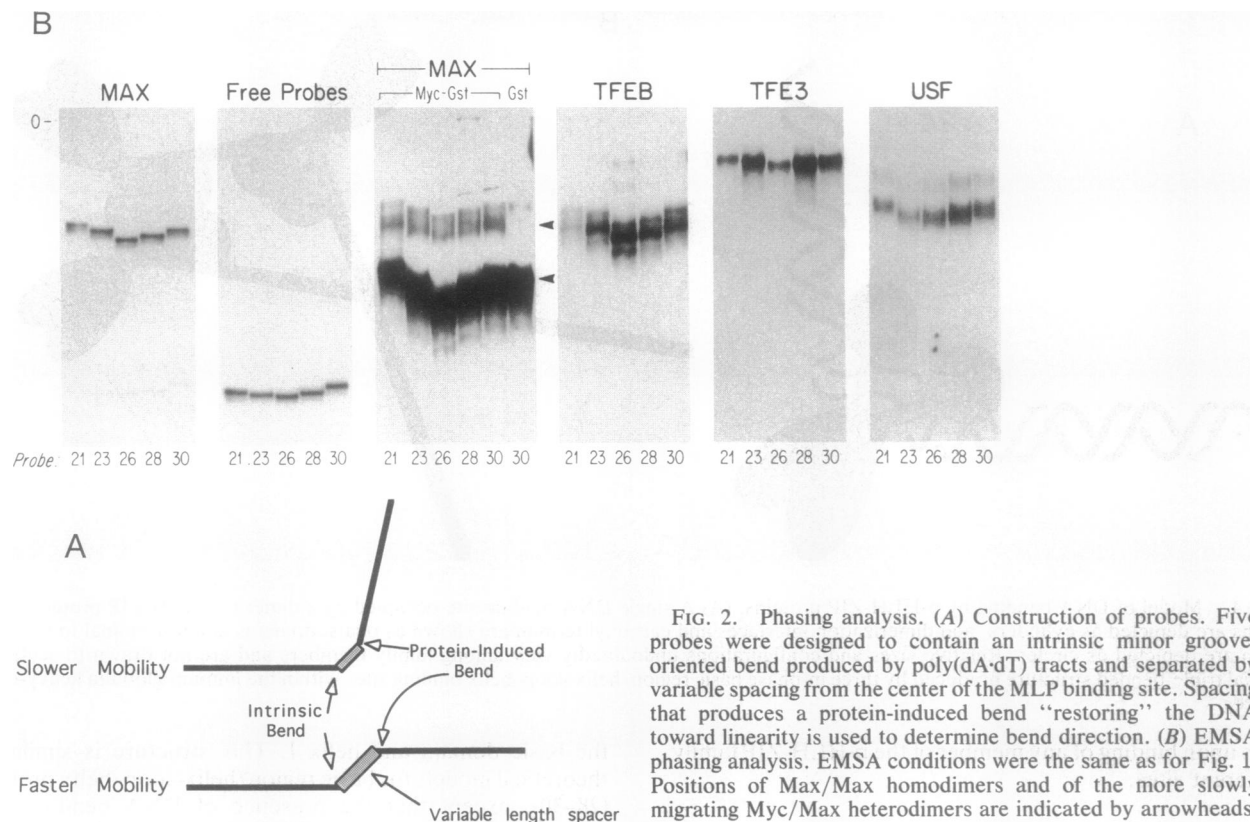 B
MAX
MAX Free Probes Myc-Gst Gst TFEB TFE3 USF
0-
Probe: 21 23 26 28 30 21 23 26 28 30 21 23 26 28 30 30 21 23 26 28 30 21 23 26 28 30 21 23 26 28 30
A
Slower Mobility
Protein-Induced
Bend
Intrinsic
Bend
Faster Mobility
Variable length spacer
FIG. 2. Phasing analysis. (A) Construction of probes. Five
probes were designed to contain an intrinsic minor groove-
oriented bend produced by poly(dA·dT) tracts and separated by
variable spacing from the center of the MLP binding site. Spacing
that produces a protein-induced bend "restoring" the DNA
toward linearity is used to determine bend direction. (B) EMSA
phasing analysis. EMSA conditions were the same as for Fig. 1.
Positions of Max/Max homodimers and of the more slowly
migrating Myc/Max heterodimers are indicated by arrowheads.